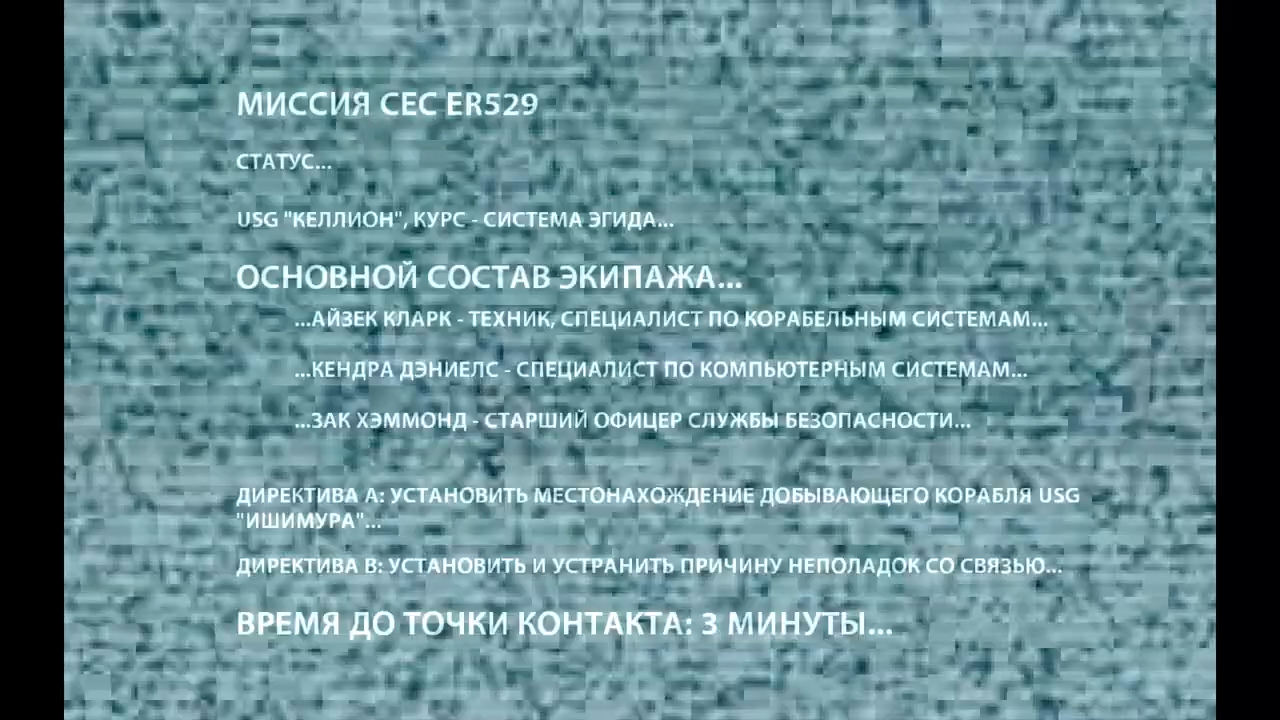 МИССИЯ CEC ER529
СТАТУС...
USG "КЕЛЛИОН", КУРС - СИСТЕМА ЭГИДА...
ОСНОВНОЙ СОСТАВ ЭКИПАЖА...
...АЙЗЕК КЛАРК - ТЕХНИК, СПЕЦИАЛИСТ ПО КОРАБЕЛЬНЫМ СИСТЕМАМ...
...КЕНДРА ДЭНИЕЛС - СПЕЦИАЛИСТ ПО КОМПЬЮТЕРНЫМ СИСТЕМАМ...
...ЗАК ХЭММОНД - СТАРШИЙ ОФИЦЕР СЛУЖБЫ БЕЗОПАСНОСТИ...
ДИРЕКТИВА А: УСТАНОВИТЬ МЕСТОНАХОЖДЕНИЕ ДОБЫВАЮЩЕГО КОРАБЛЯ USG
"ИШИМУРА"...
ДИРЕКТИВА В: УСТАНОВИТЬ И УСТРАНИТЬ ПРИЧИНУ НЕПОЛАДОК СО СВЯЗЬЮ...
ВРЕМЯ ДО ТОЧКИ КОНТАКТА: 3 МИНУТЫ...